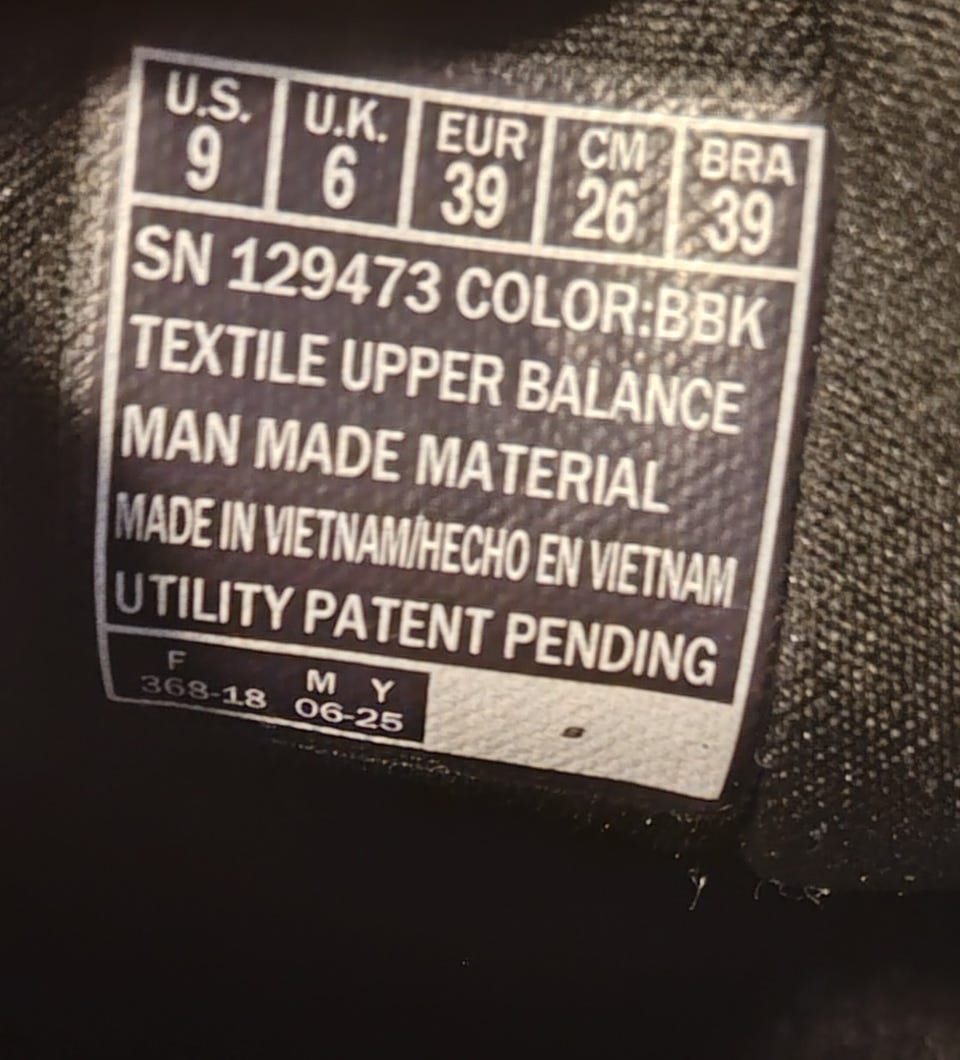 U.S. U.K. EUR CM BRA
9 6 39 26 39
SN 129473 COLOR:BBK
TEXTILE UPPER BALANCE
MAN MADE MATERIAL
MADE IN VIETNAM/HECHO EN VIETNAM
UTILITY PATENT PENDING
F M Y
368-18 06-25